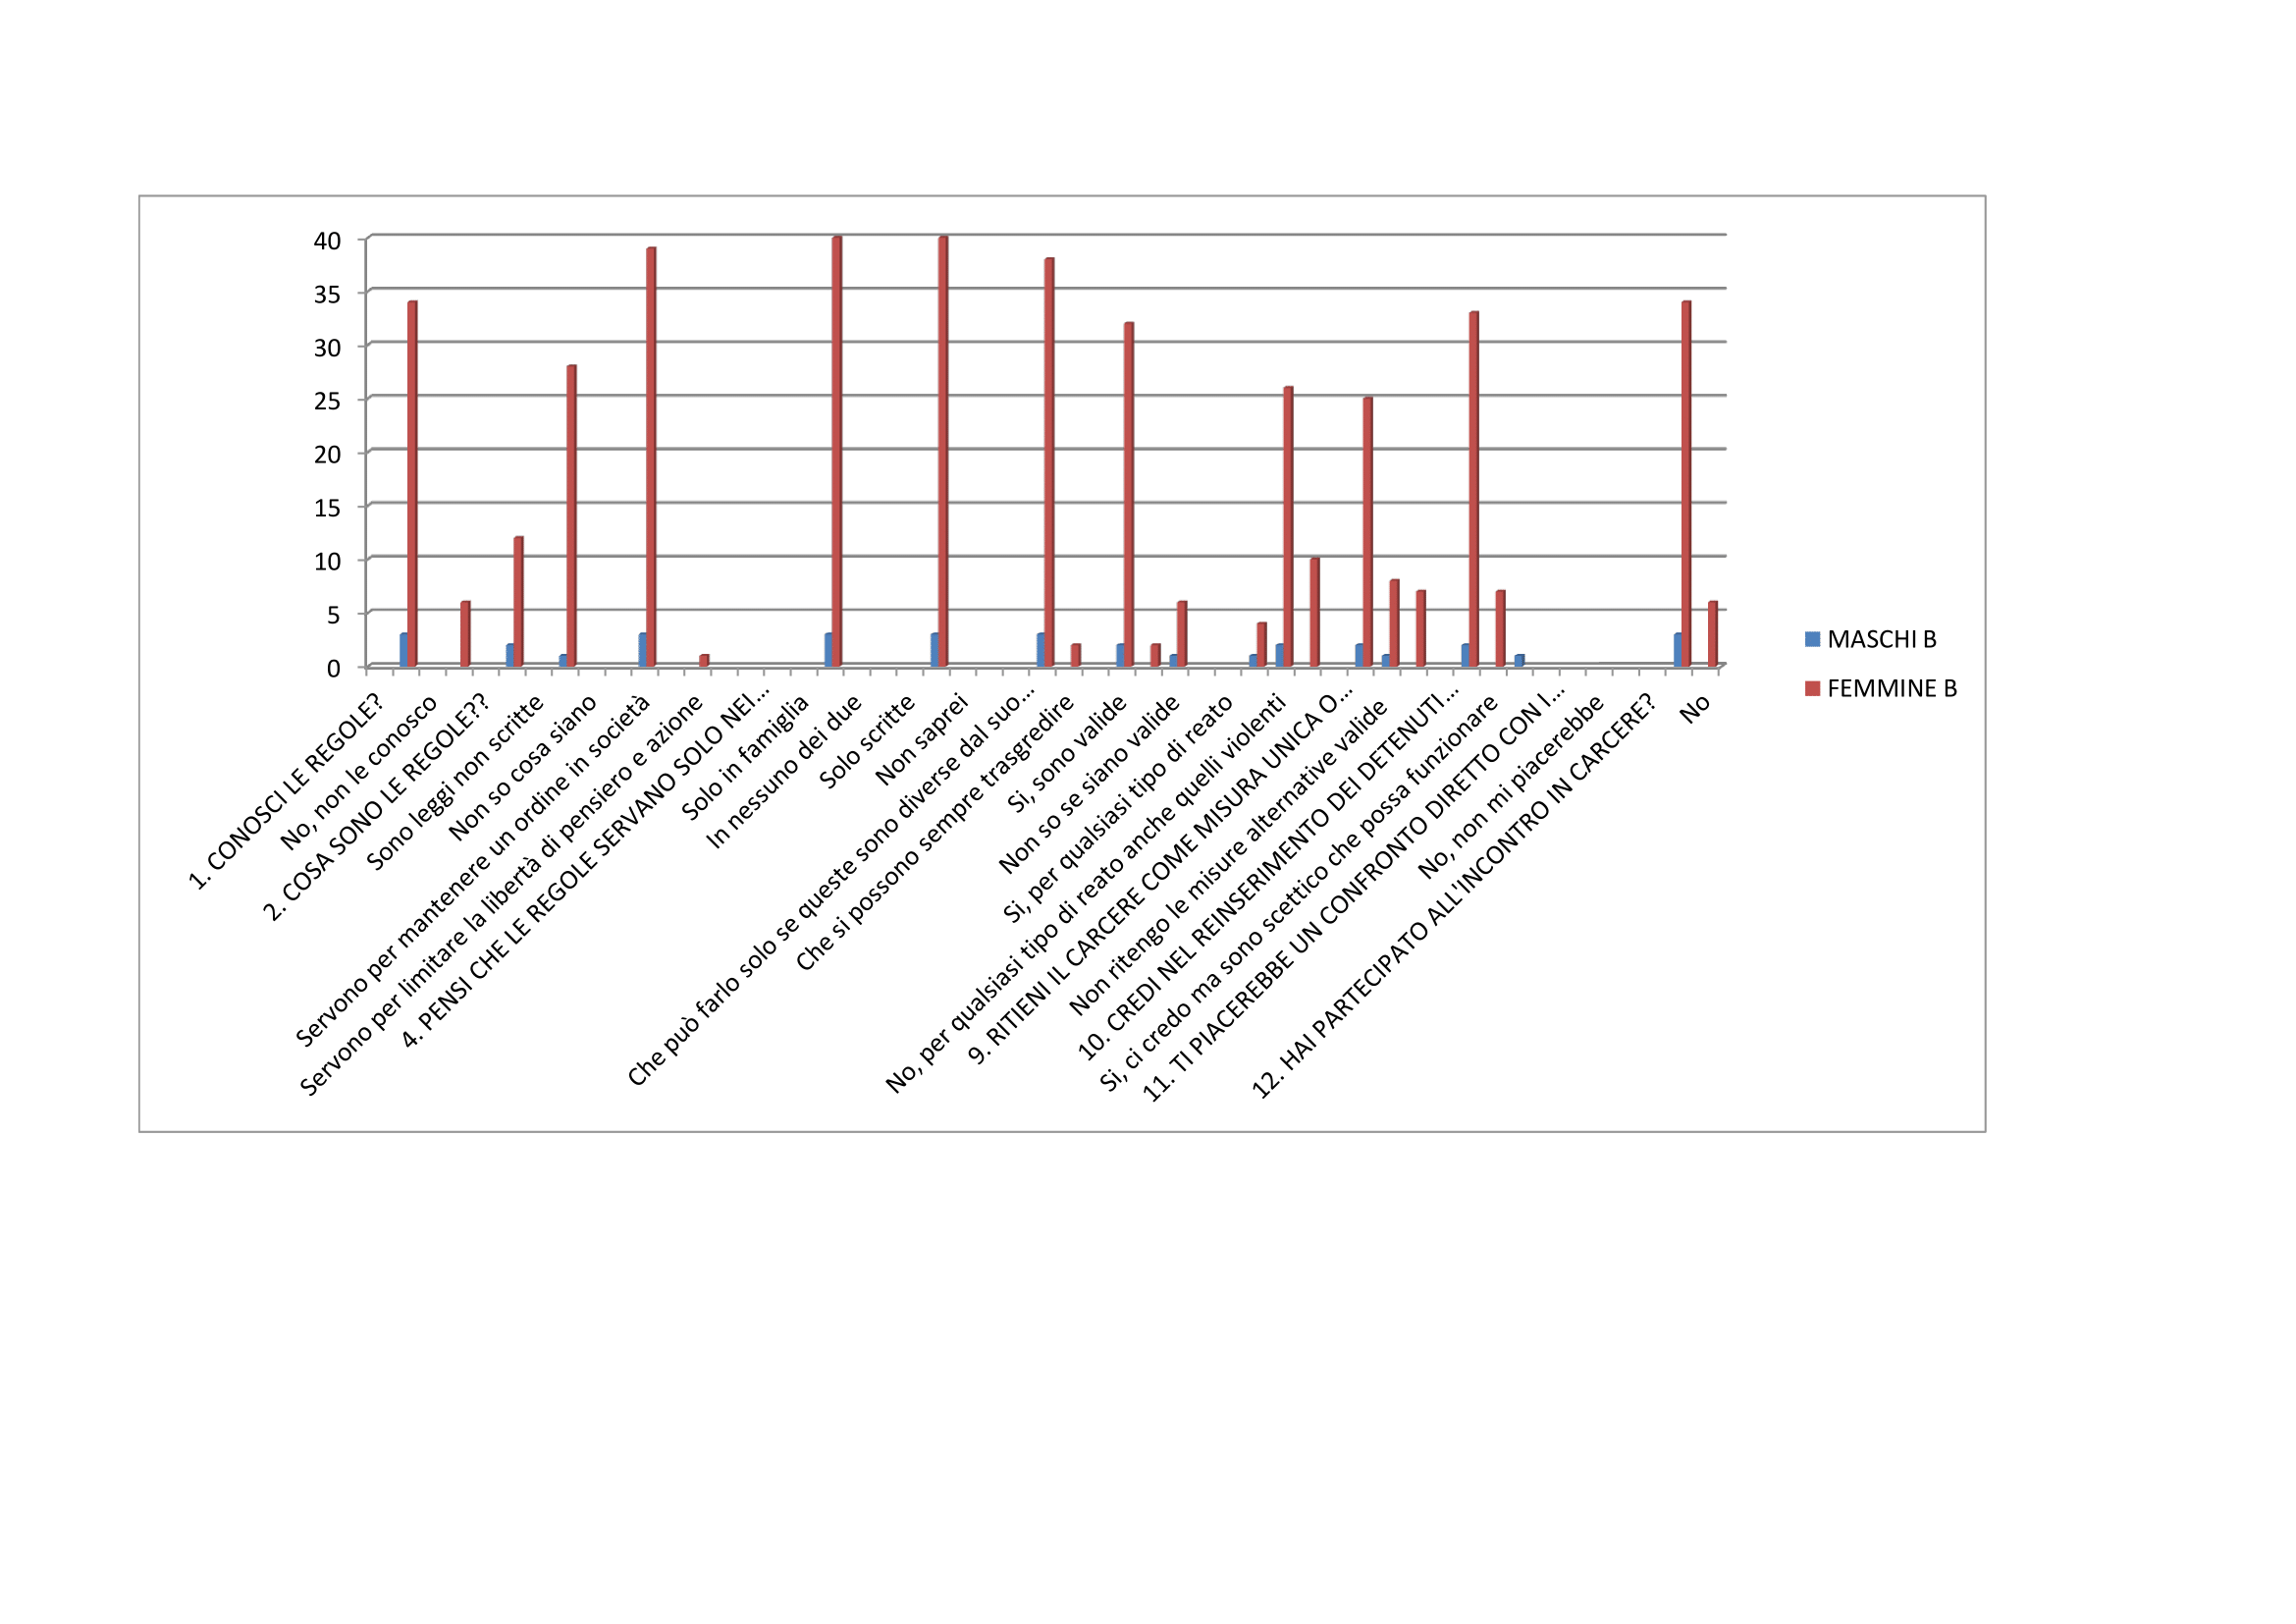 40
35
30
25
20
15
10
5
0
1. CONOSCI LE REGOLE?
No, non le conosco
2. COSA SONO LE REGOLE??
Sono leggi non scritte
Non so cosa siano
Servono per mantenere un ordine in società
Servono per limitare la libertà di pensiero e azione
4. PENSI CHE LE REGOLE SERVANO SOLO NEI...
Solo in famiglia
In nessuno dei due
Solo scritte
Non saprei
Che può farlo solo se queste sono diverse dal suo...
Che si possono sempre trasgredire
Si, sono valide
Non so se siano valide
Si, per qualsiasi tipo di reato
No, per qualsiasi tipo di reato anche quelli violenti
9. RITIENI IL CARCERE COME MISURA UNICA O...
Non ritengo le misure alternative valide
10. CREDI NEL REINSERIMENTO DEI DETENUTI...
Si, ci credo ma sono scettico che possa funzionare
11. TI PIACEREBBE UN CONFRONTO DIRETTO CON I...
No, non mi piacerebbe
12. HAI PARTECIPATO ALL'INCONTRO IN CARCERE?
No
MASCHI B
FEMMINE B